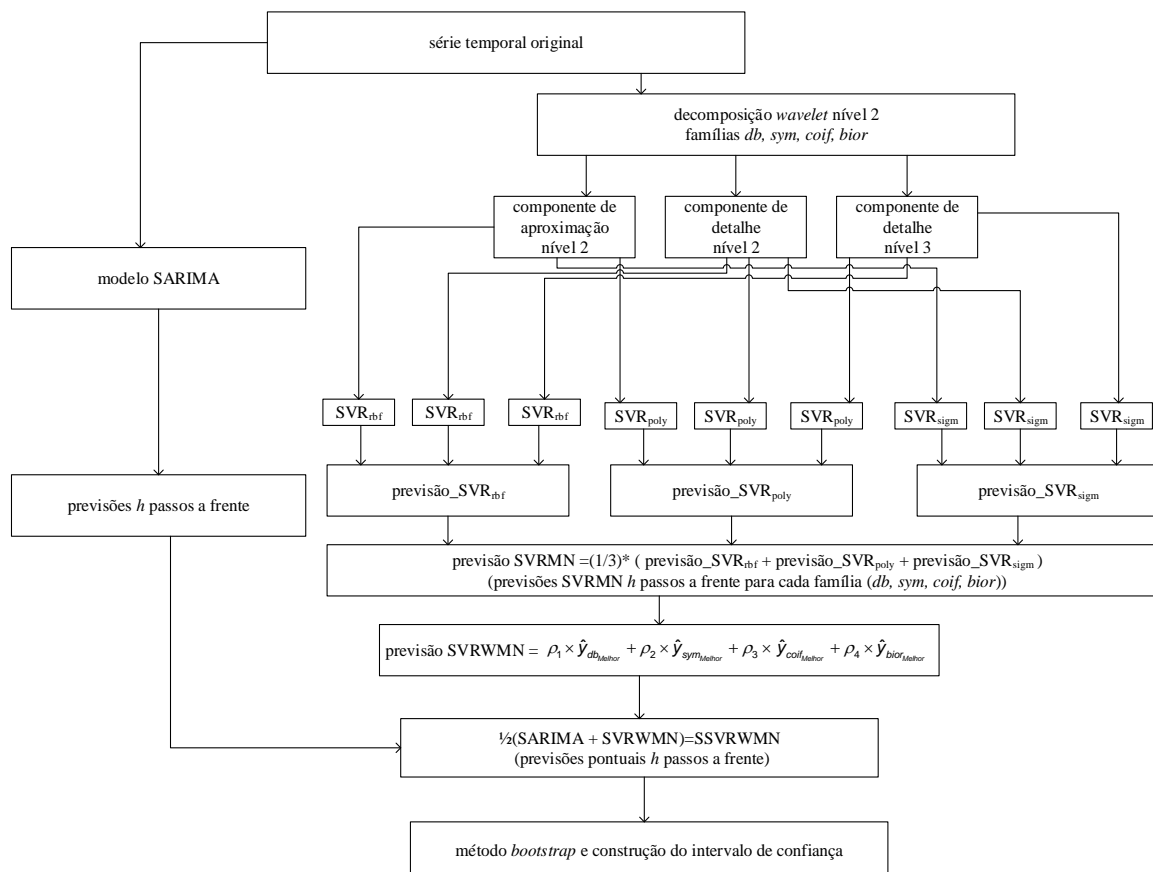 série temporal original
decomposição wavelet nível 2
famílias db, sym, coif, bior
componente de
aproximação
nível 2
componente de
detalhe
nível 2
componente de
detalhe
nível 3
modelo SARIMA
SVRrbf
SVRrbf
SVRrbf
SVRpoly
SVRpoly
SVRpoly
SVRsigm
SVRsigm
SVRsigm
previsões h passos a frente
previsão_SVRrbf
previsão_SVRpoly
previsão_SVRsigm
previsão SVRMN =(1/3)* ( previsão_SVRrbf + previsão_SVRpoly + previsão_SVRsigm )
(previsões SVRMN h passos a frente para cada família (db, sym, coif, bior))
previsão SVRWMN = ρ1 × ŷdbMelhor + ρ2 × ŷsymMelhor + ρ3 × ŷcoifMelhor + ρ4 × ŷbiorMelhor
½(SARIMA + SVRWMN)=SSVRWMN
(previsões pontuais h passos a frente)
método bootstrap e construção do intervalo de confiança